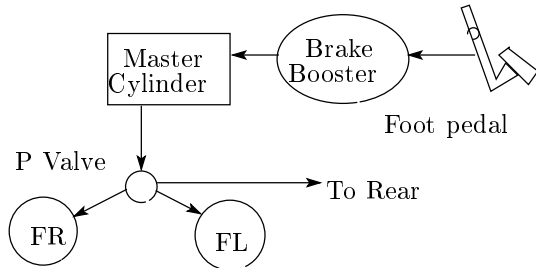 Master
Cylinder
Brake
Booster
Foot pedal
P Valve
To Rear
FR
FL